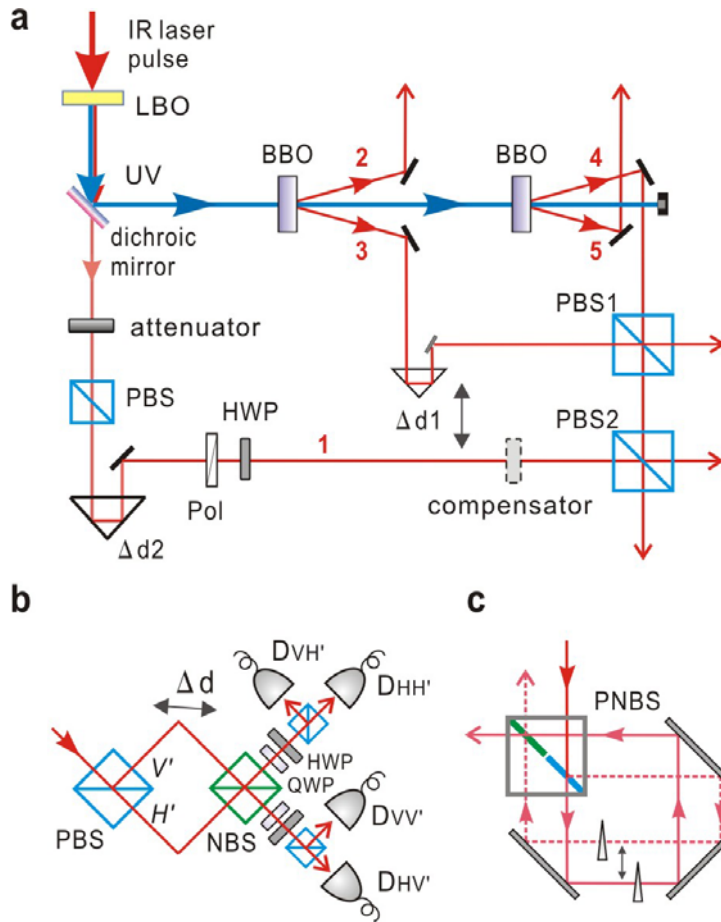 a
IR laser
pulse
LBO
UV
BBO
2
BBO
4
dichroic
mirror
3
5
attenuator
PBS1
PBS
HWP
Δ d1
PBS2
1
Pol
compensator
Δ d2
b
c
DVH'
DHH'
Δ d
PNBS
HWP
QWP
V'
H'
DVV'
PBS
NBS
DHV'